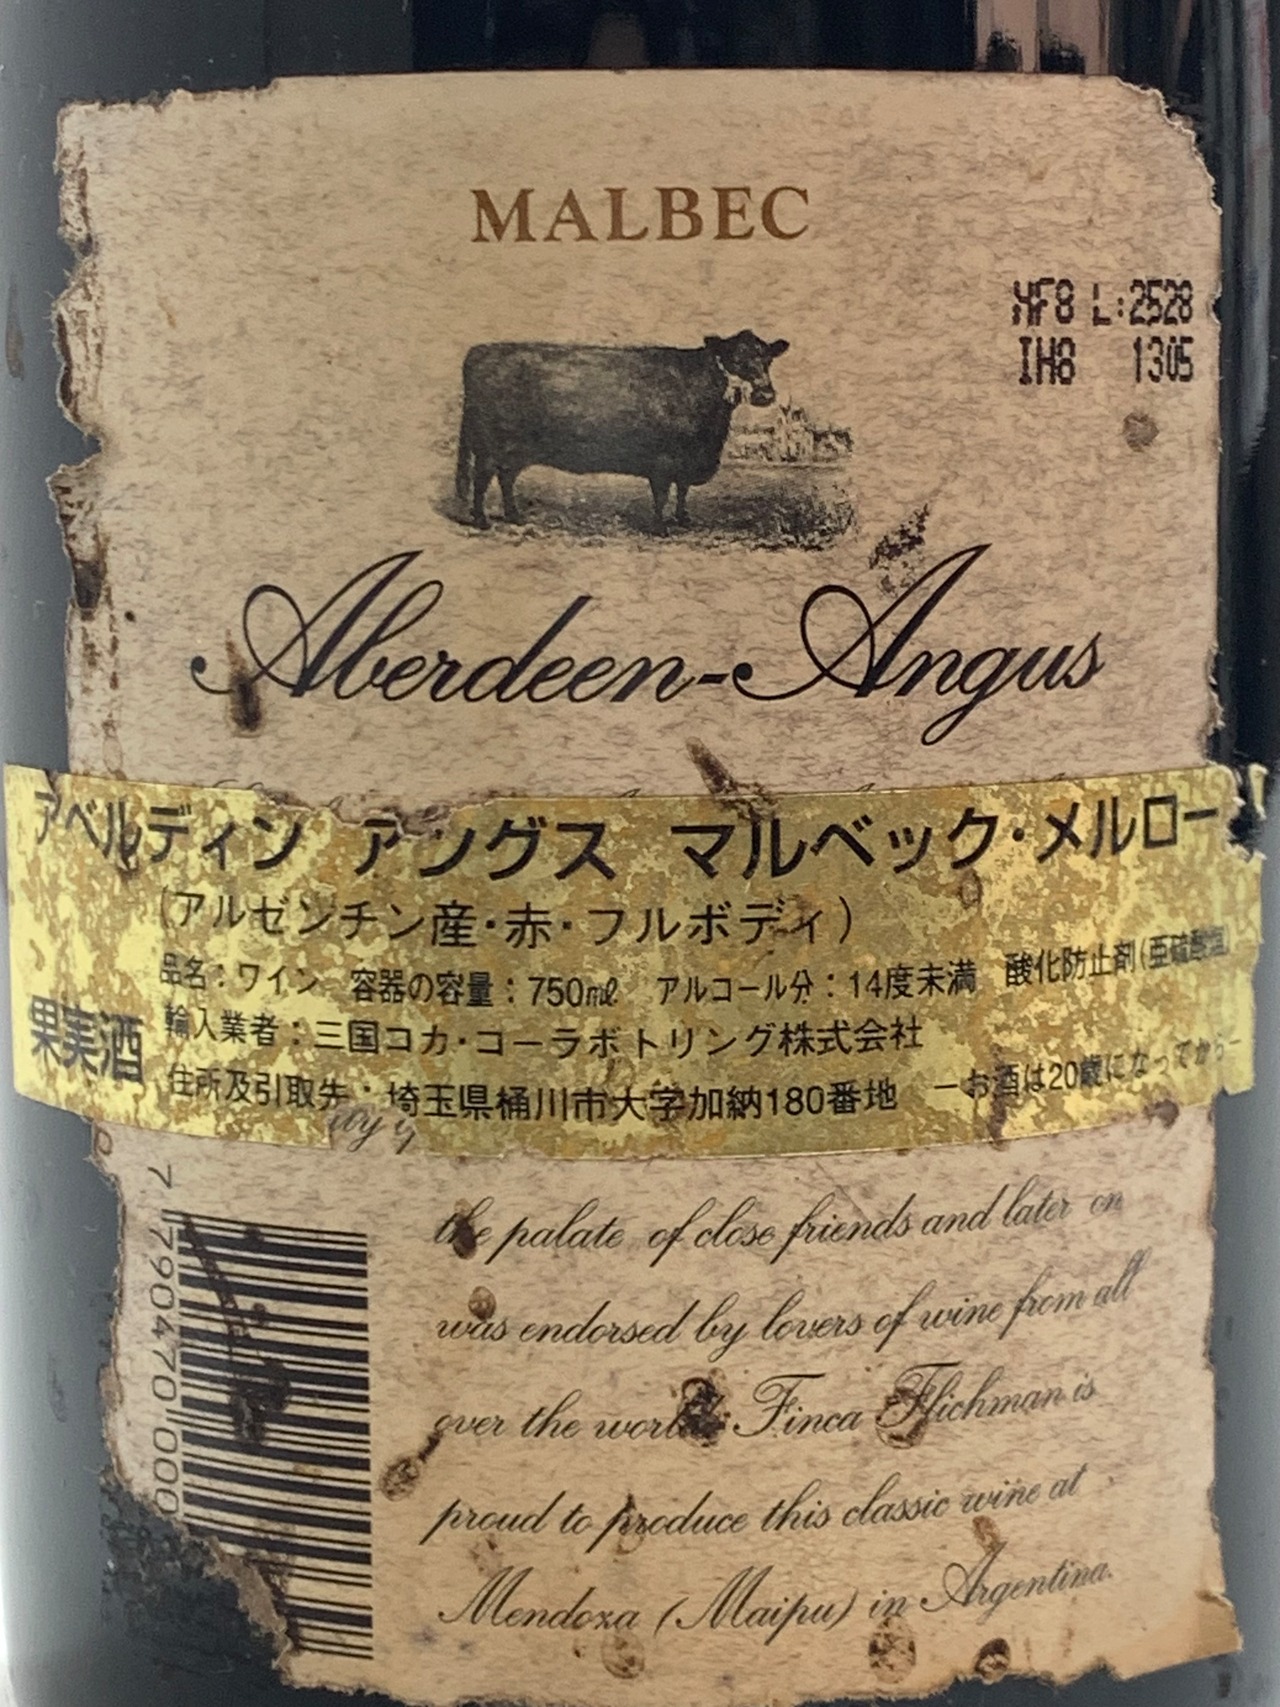 MALBEC
HF8 L:2528
IH8 1305
Aberdeen-Angus
アベルディン アングス マルベック・メルロー
(アルゼンチン産・赤・フルボディ)
品名:ワイン 容器の容量:750㎖ アルコール分:14度未満 酸化防止剤(亜硫酸塩)
果実酒
輸入業者:三国コカ・コーラボトリング株式会社
住所及引取先:埼玉県桶川市大字加納180番地 ーお酒は20歳になってからー
the palate of close friends and later on
was endorsed by lovers of wine from all
over the world. Finca Flichman is
proud to produce this classic wine at
Mendoza (Maipu) in Argentina.
7 790470 000